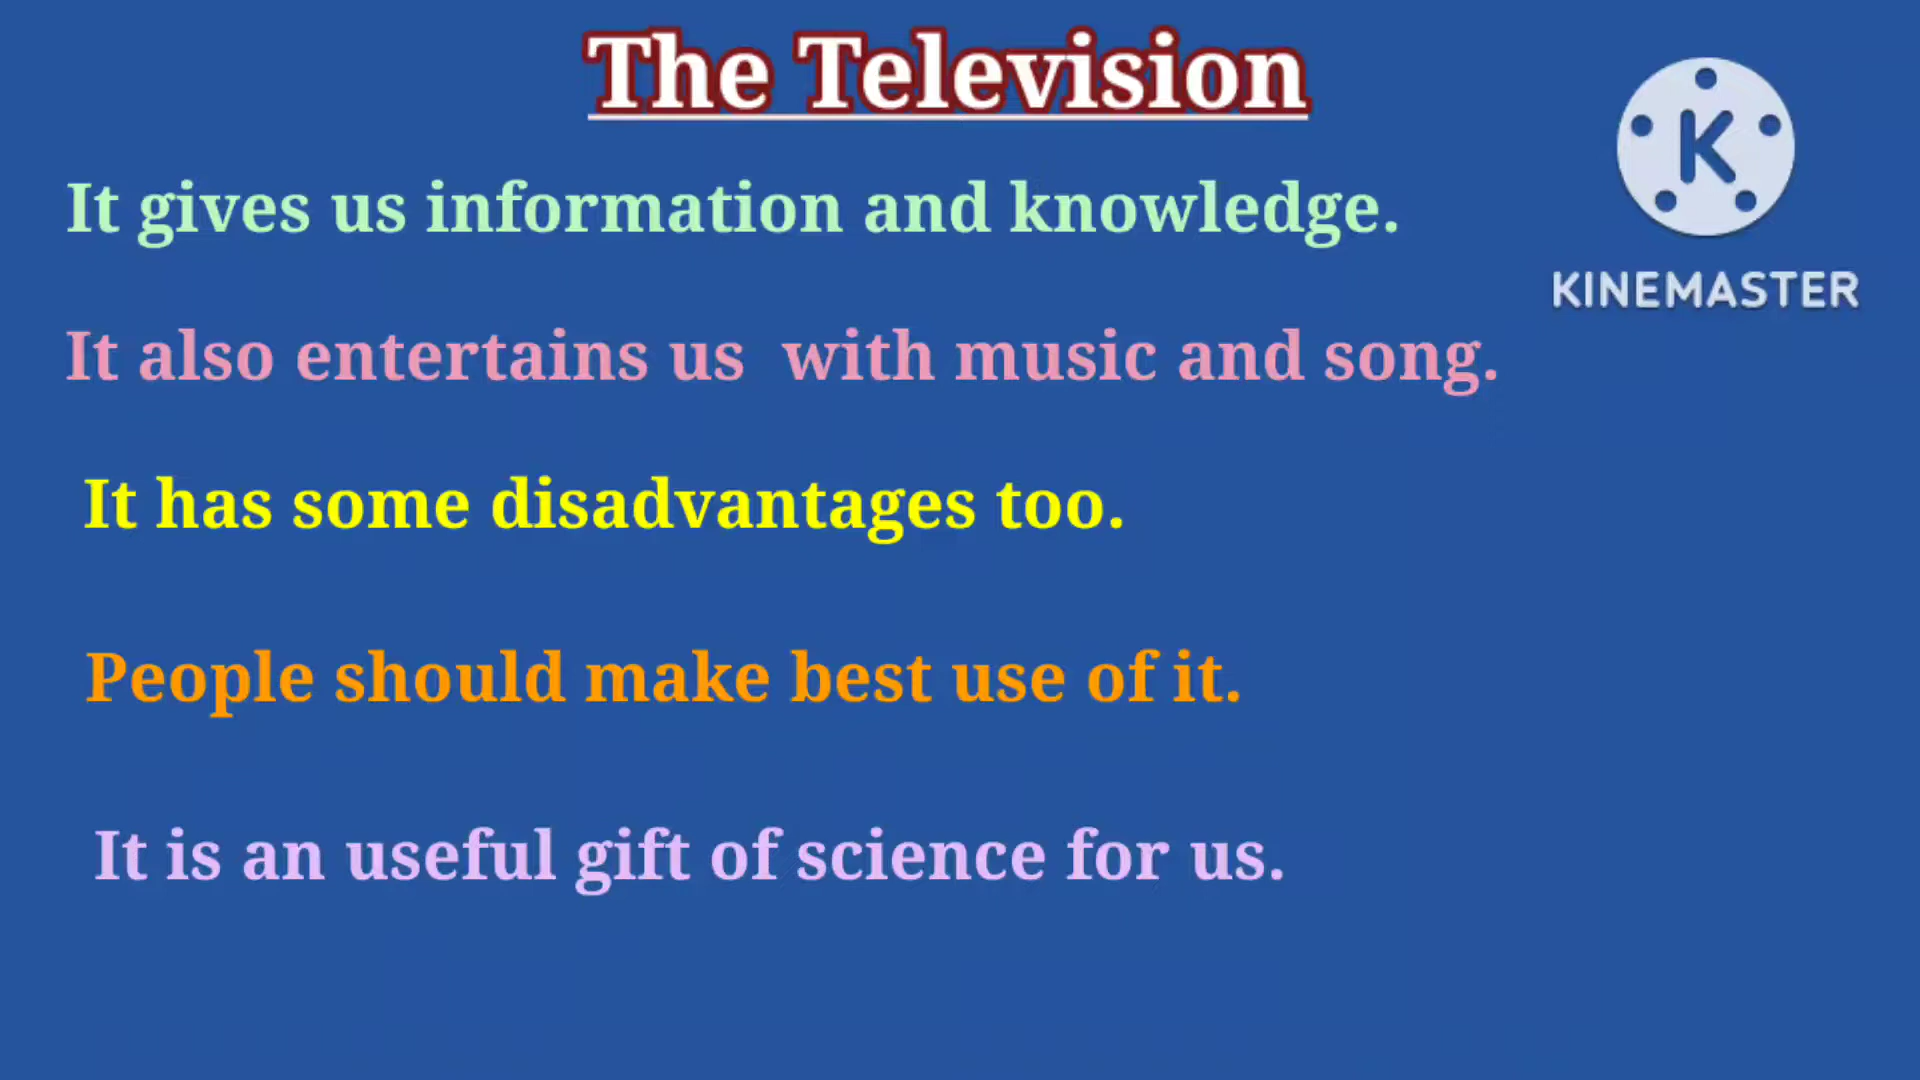 The Television
It gives us information and knowledge.
K
KINEMASTER
It also entertains us  with music and song.
It has some disadvantages too.
People should make best use of it.
It is an useful gift of science for us.